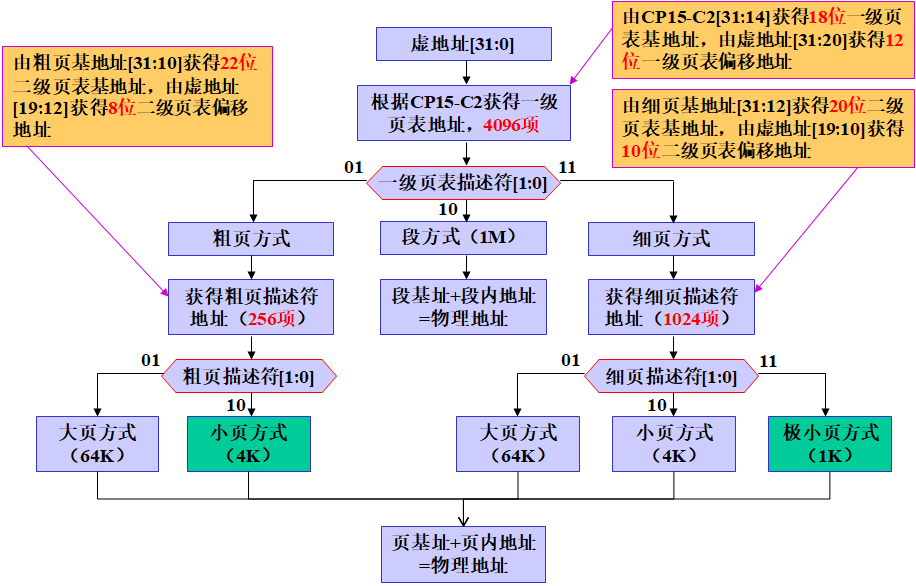 由CP15-C2[31:14]获得18位一级页
表基地址，由虚地址[31:20]获得12
位一级页表偏移地址
虚地址[31:0]
由粗页基地址[31:10]获得22位
二级页表基地址，由虚地址
[19:12]获得8位二级页表偏移
地址
根据CP15-C2获得一级
页表地址，4096项
由细页基地址[31:12]获得20位二级
页表基地址，由虚地址[19:10]获得
10位二级页表偏移地址
01
一级页表描述符[1:0]
11
10
粗页方式
段方式（1M）
细页方式
获得粗页描述符
地址（256项）
段基址+段内地址
=物理地址
获得细页描述符
地址（1024项）
01
粗页描述符[1:0]
10
01
细页描述符[1:0]
11
10
大页方式
（64K）
小页方式
（4K）
大页方式
（64K）
小页方式
（4K）
极小页方式
（1K）
页基址+页内地址
=物理地址